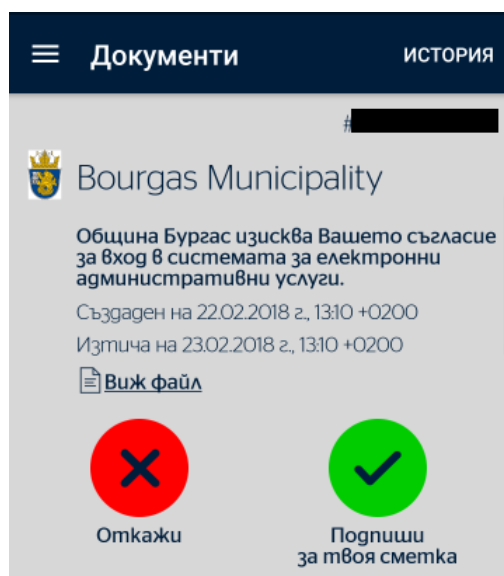 Документи
ИСТОРИЯ
#
Bourgas Municipality
Община Бургас изисква Вашето съгласие
за вход в системата за електронни
административни услуги.
Създаден на 22.02.2018 г., 13:10 +0200
Изтича на 23.02.2018 г., 13:10 +0200
Виж файл
Откажи
Подпиши
за твоя сметка